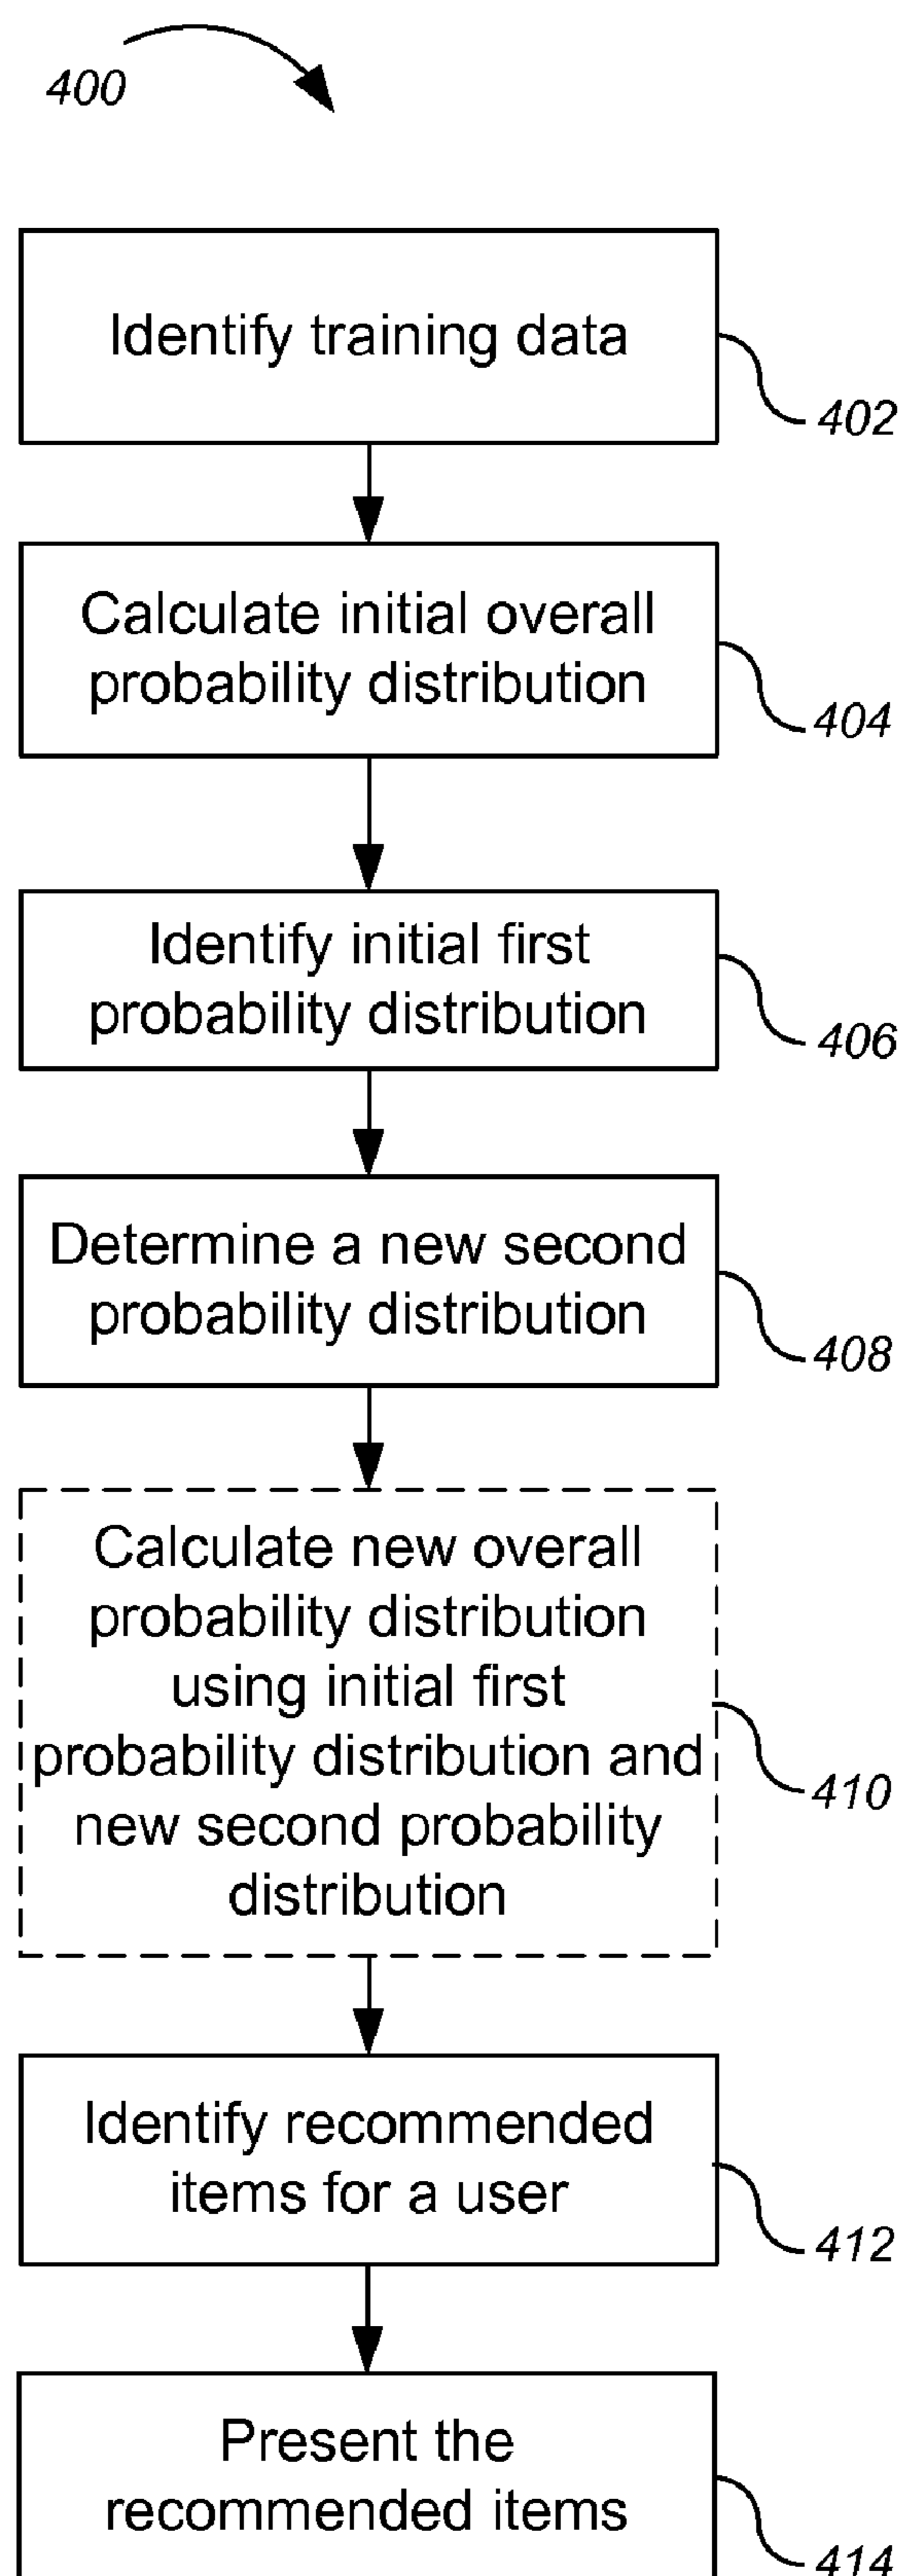 400
Identify training data
402
Calculate initial overall
probability distribution
404
Identify initial first
probability distribution
406
Determine a new second
probability distribution
408
Calculate new overall
probability distribution
using initial first
probability distribution and
new second probability
distribution
410
Identify recommended
items for a user
412
Present the
recommended items
414